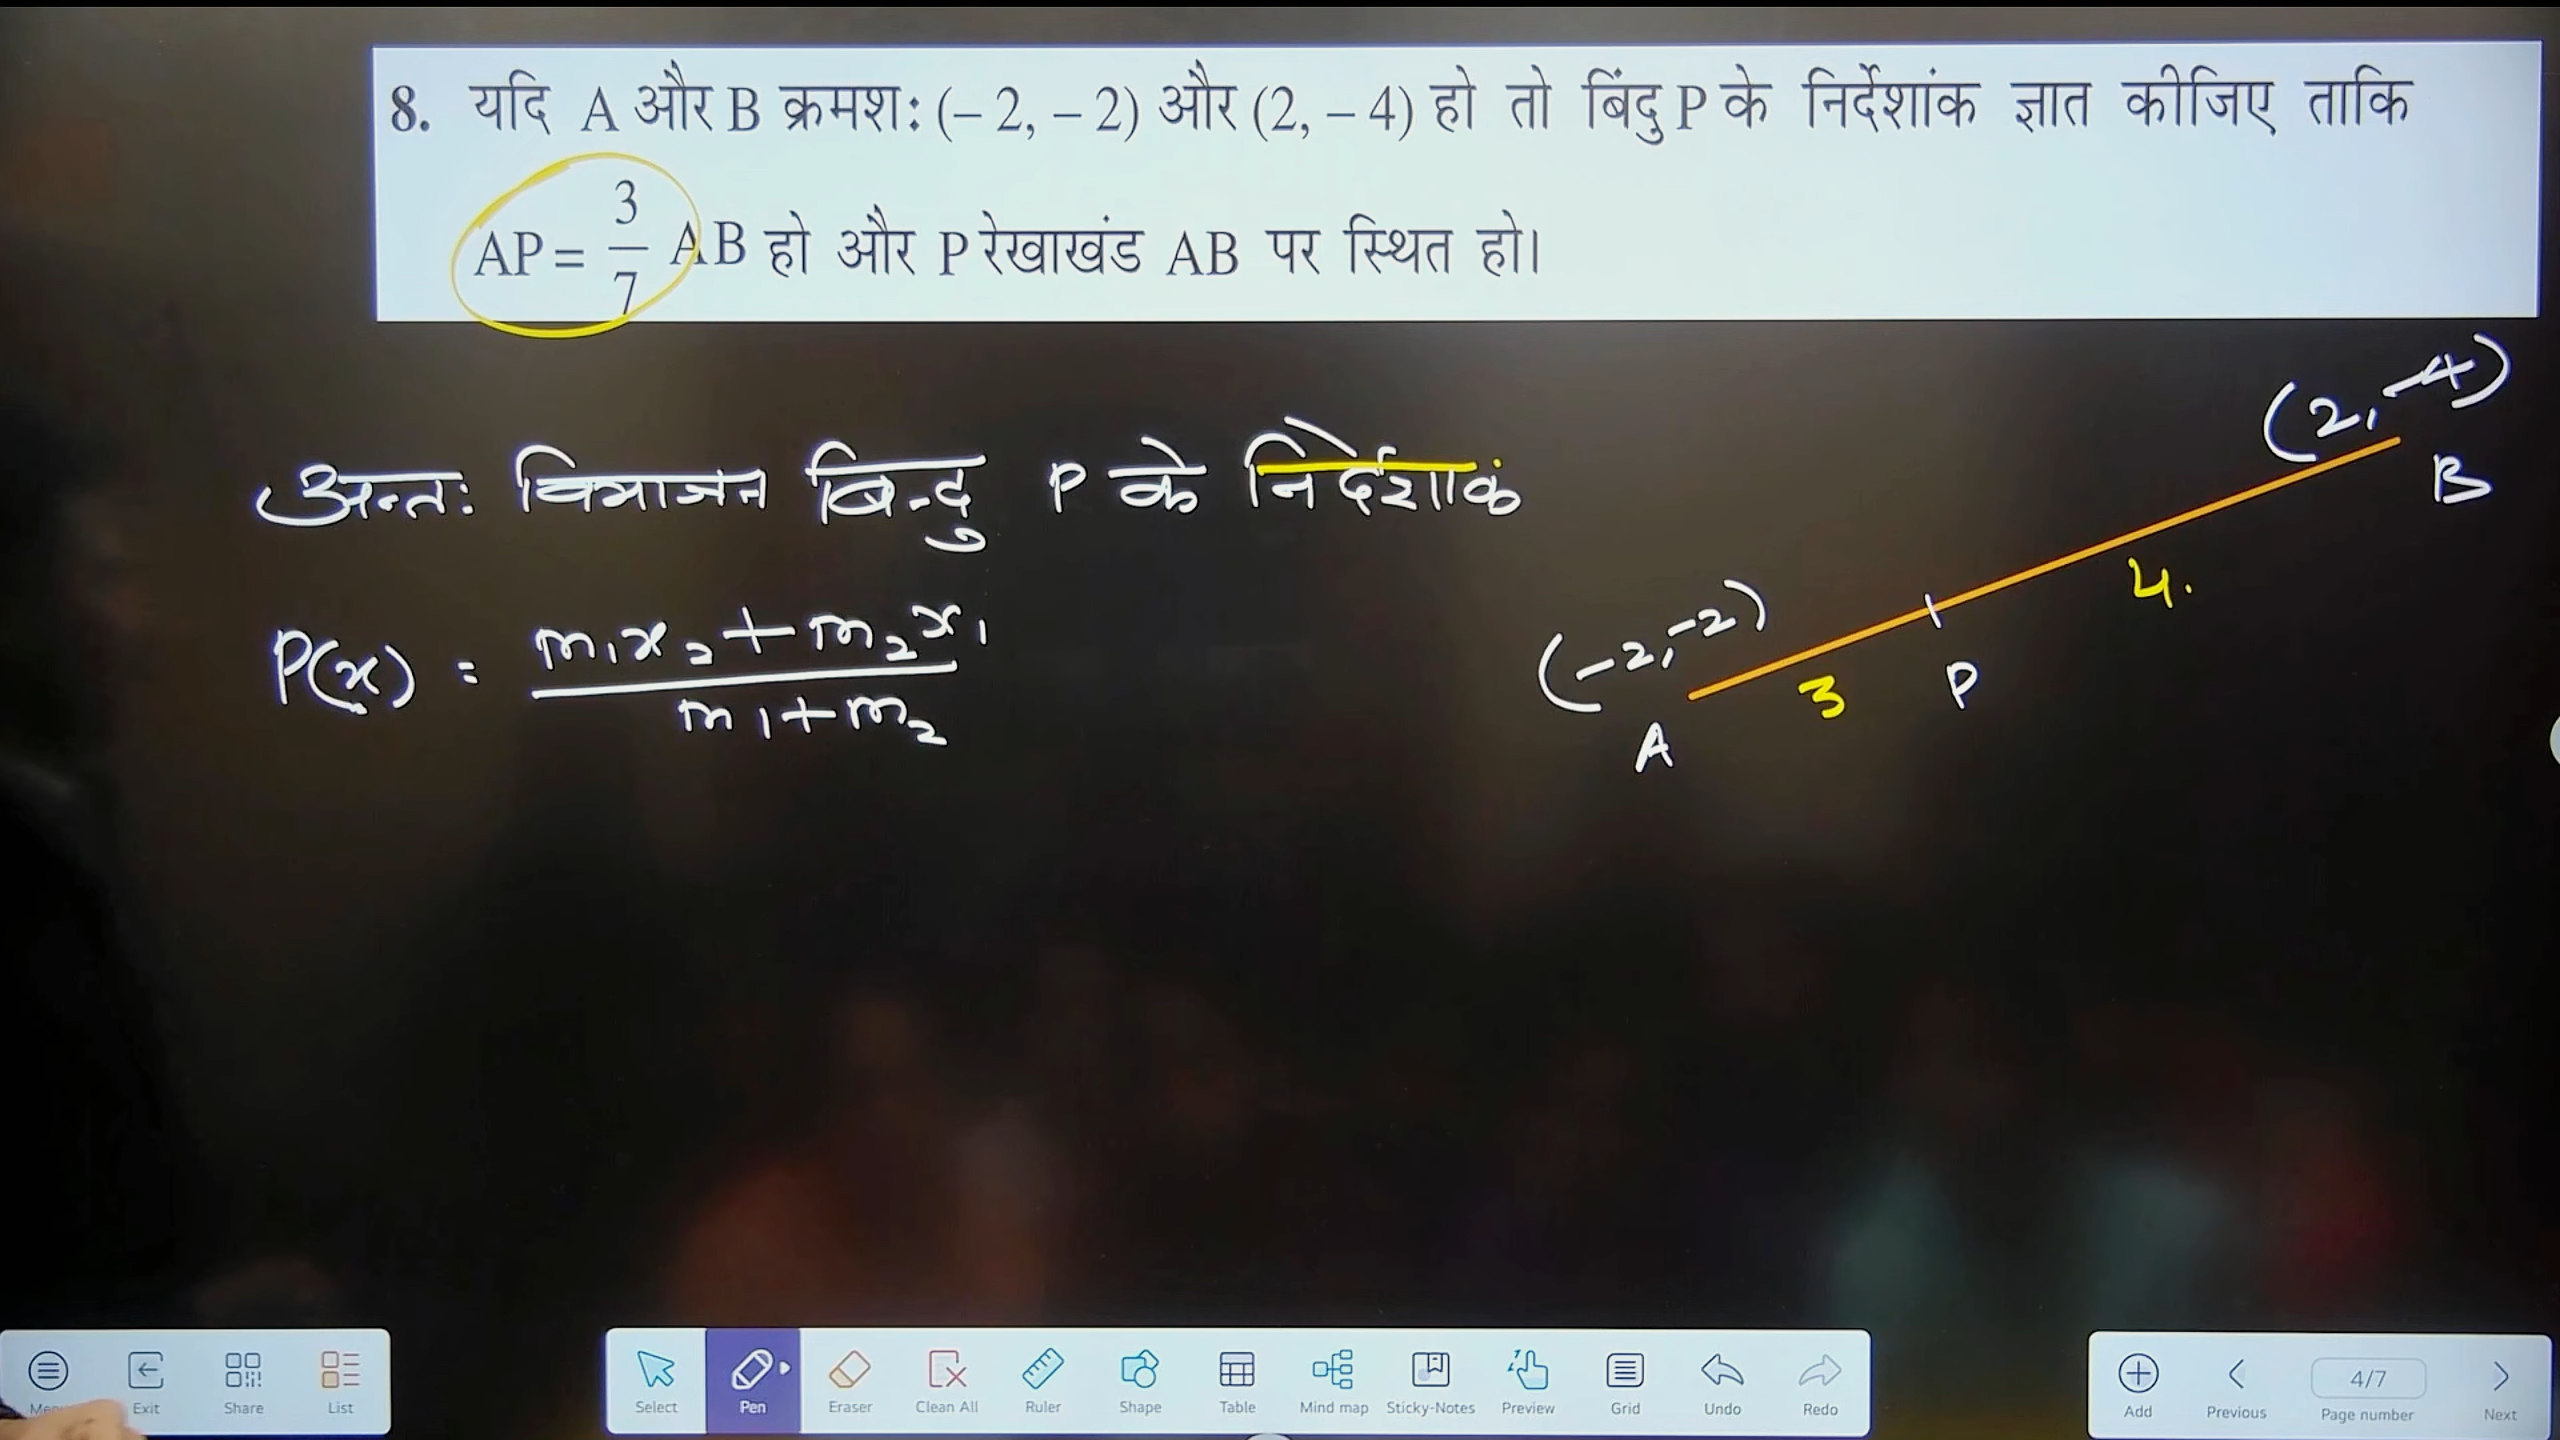 8. यदि A और B क्रमशः (– 2, – 2) और (2, – 4) हो तो बिंदु P के निर्देशांक ज्ञात कीजिए ताकि
AP = 3/7 AB हो और P रेखाखंड AB पर स्थित हो।
(2, -4)
B
अन्तः विभाजन बिन्दु P के निर्देशांक
4.
P(x) = m1x2 + m2x1 / m1 + m2
(-2, -2)
3
P
A
Exit Share List
Select Pen Eraser Clean All Ruler Shape Table Mind map Sticky-Notes Preview Grid Undo Redo
Add Previous 4/7 Page number Next